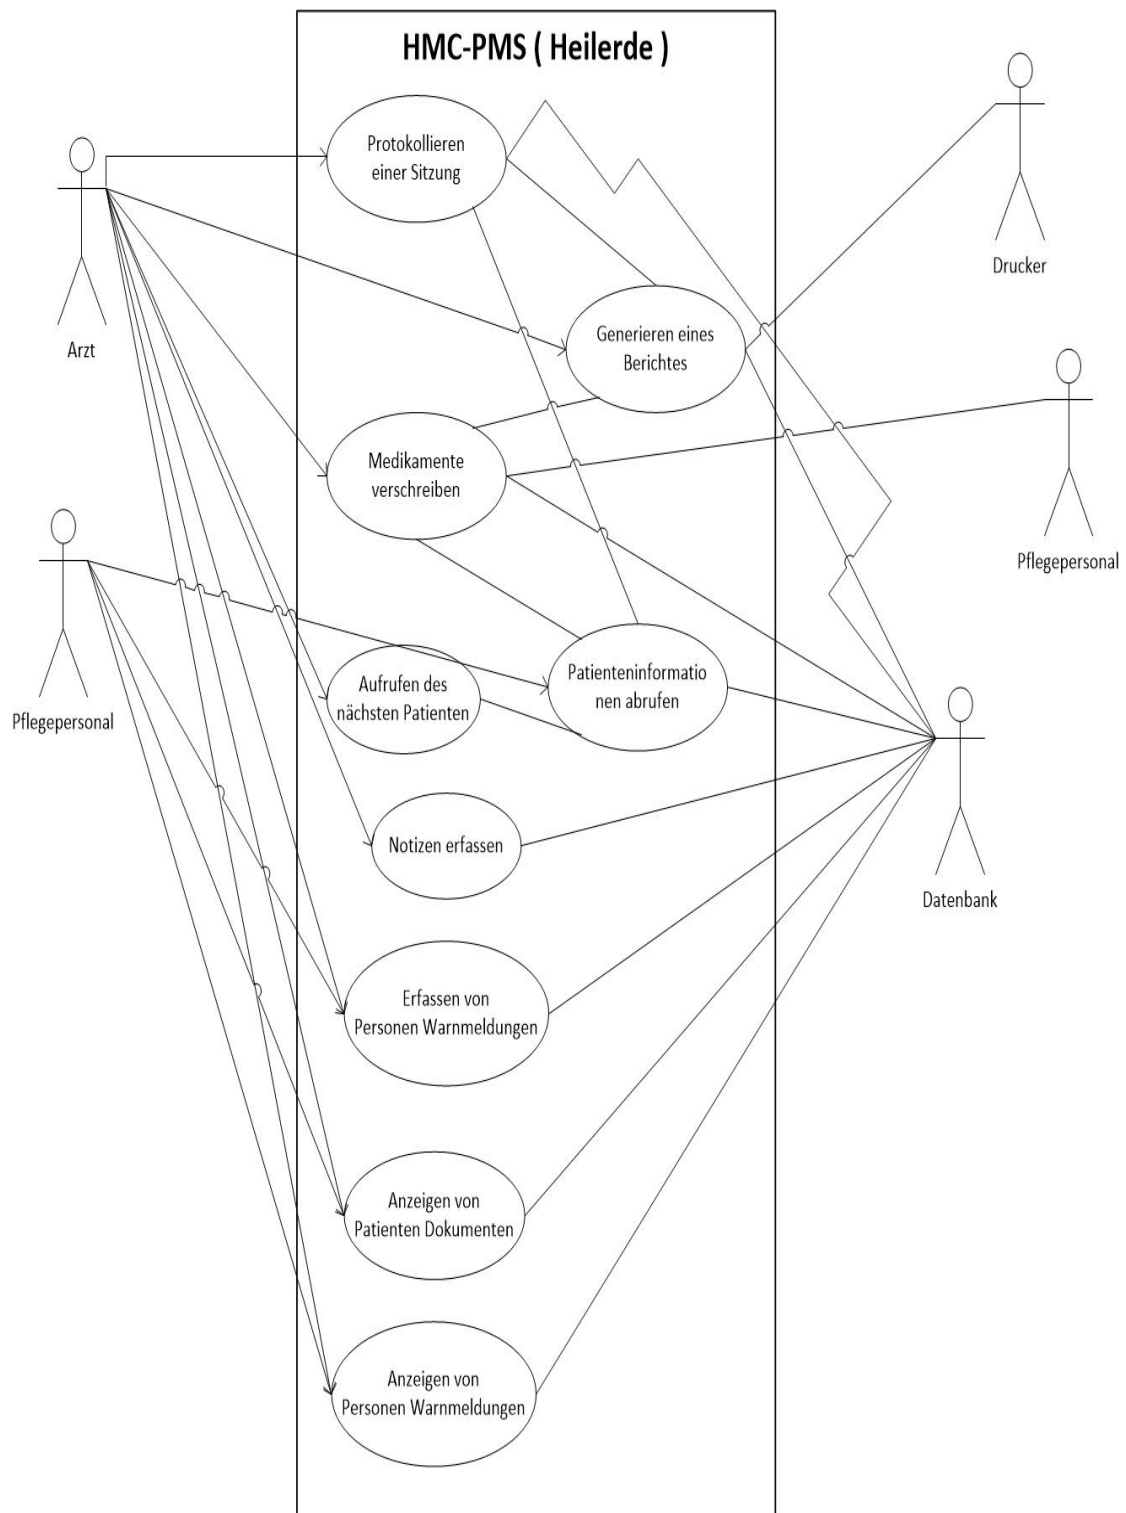 HMC-PMS ( Heilerde )
Protokollieren
einer Sitzung
Drucker
Arzt
Generieren eines
Berichtes
Medikamente
verschreiben
Pflegepersonal
Pflegepersonal
Patienteninformatio
nen abrufen
Aufrufen des
nächsten Patienten
Notizen erfassen
Datenbank
Erfassen von
Personen Warnmeldungen
Anzeigen von
Patienten Dokumenten
Anzeigen von
Personen Warnmeldungen